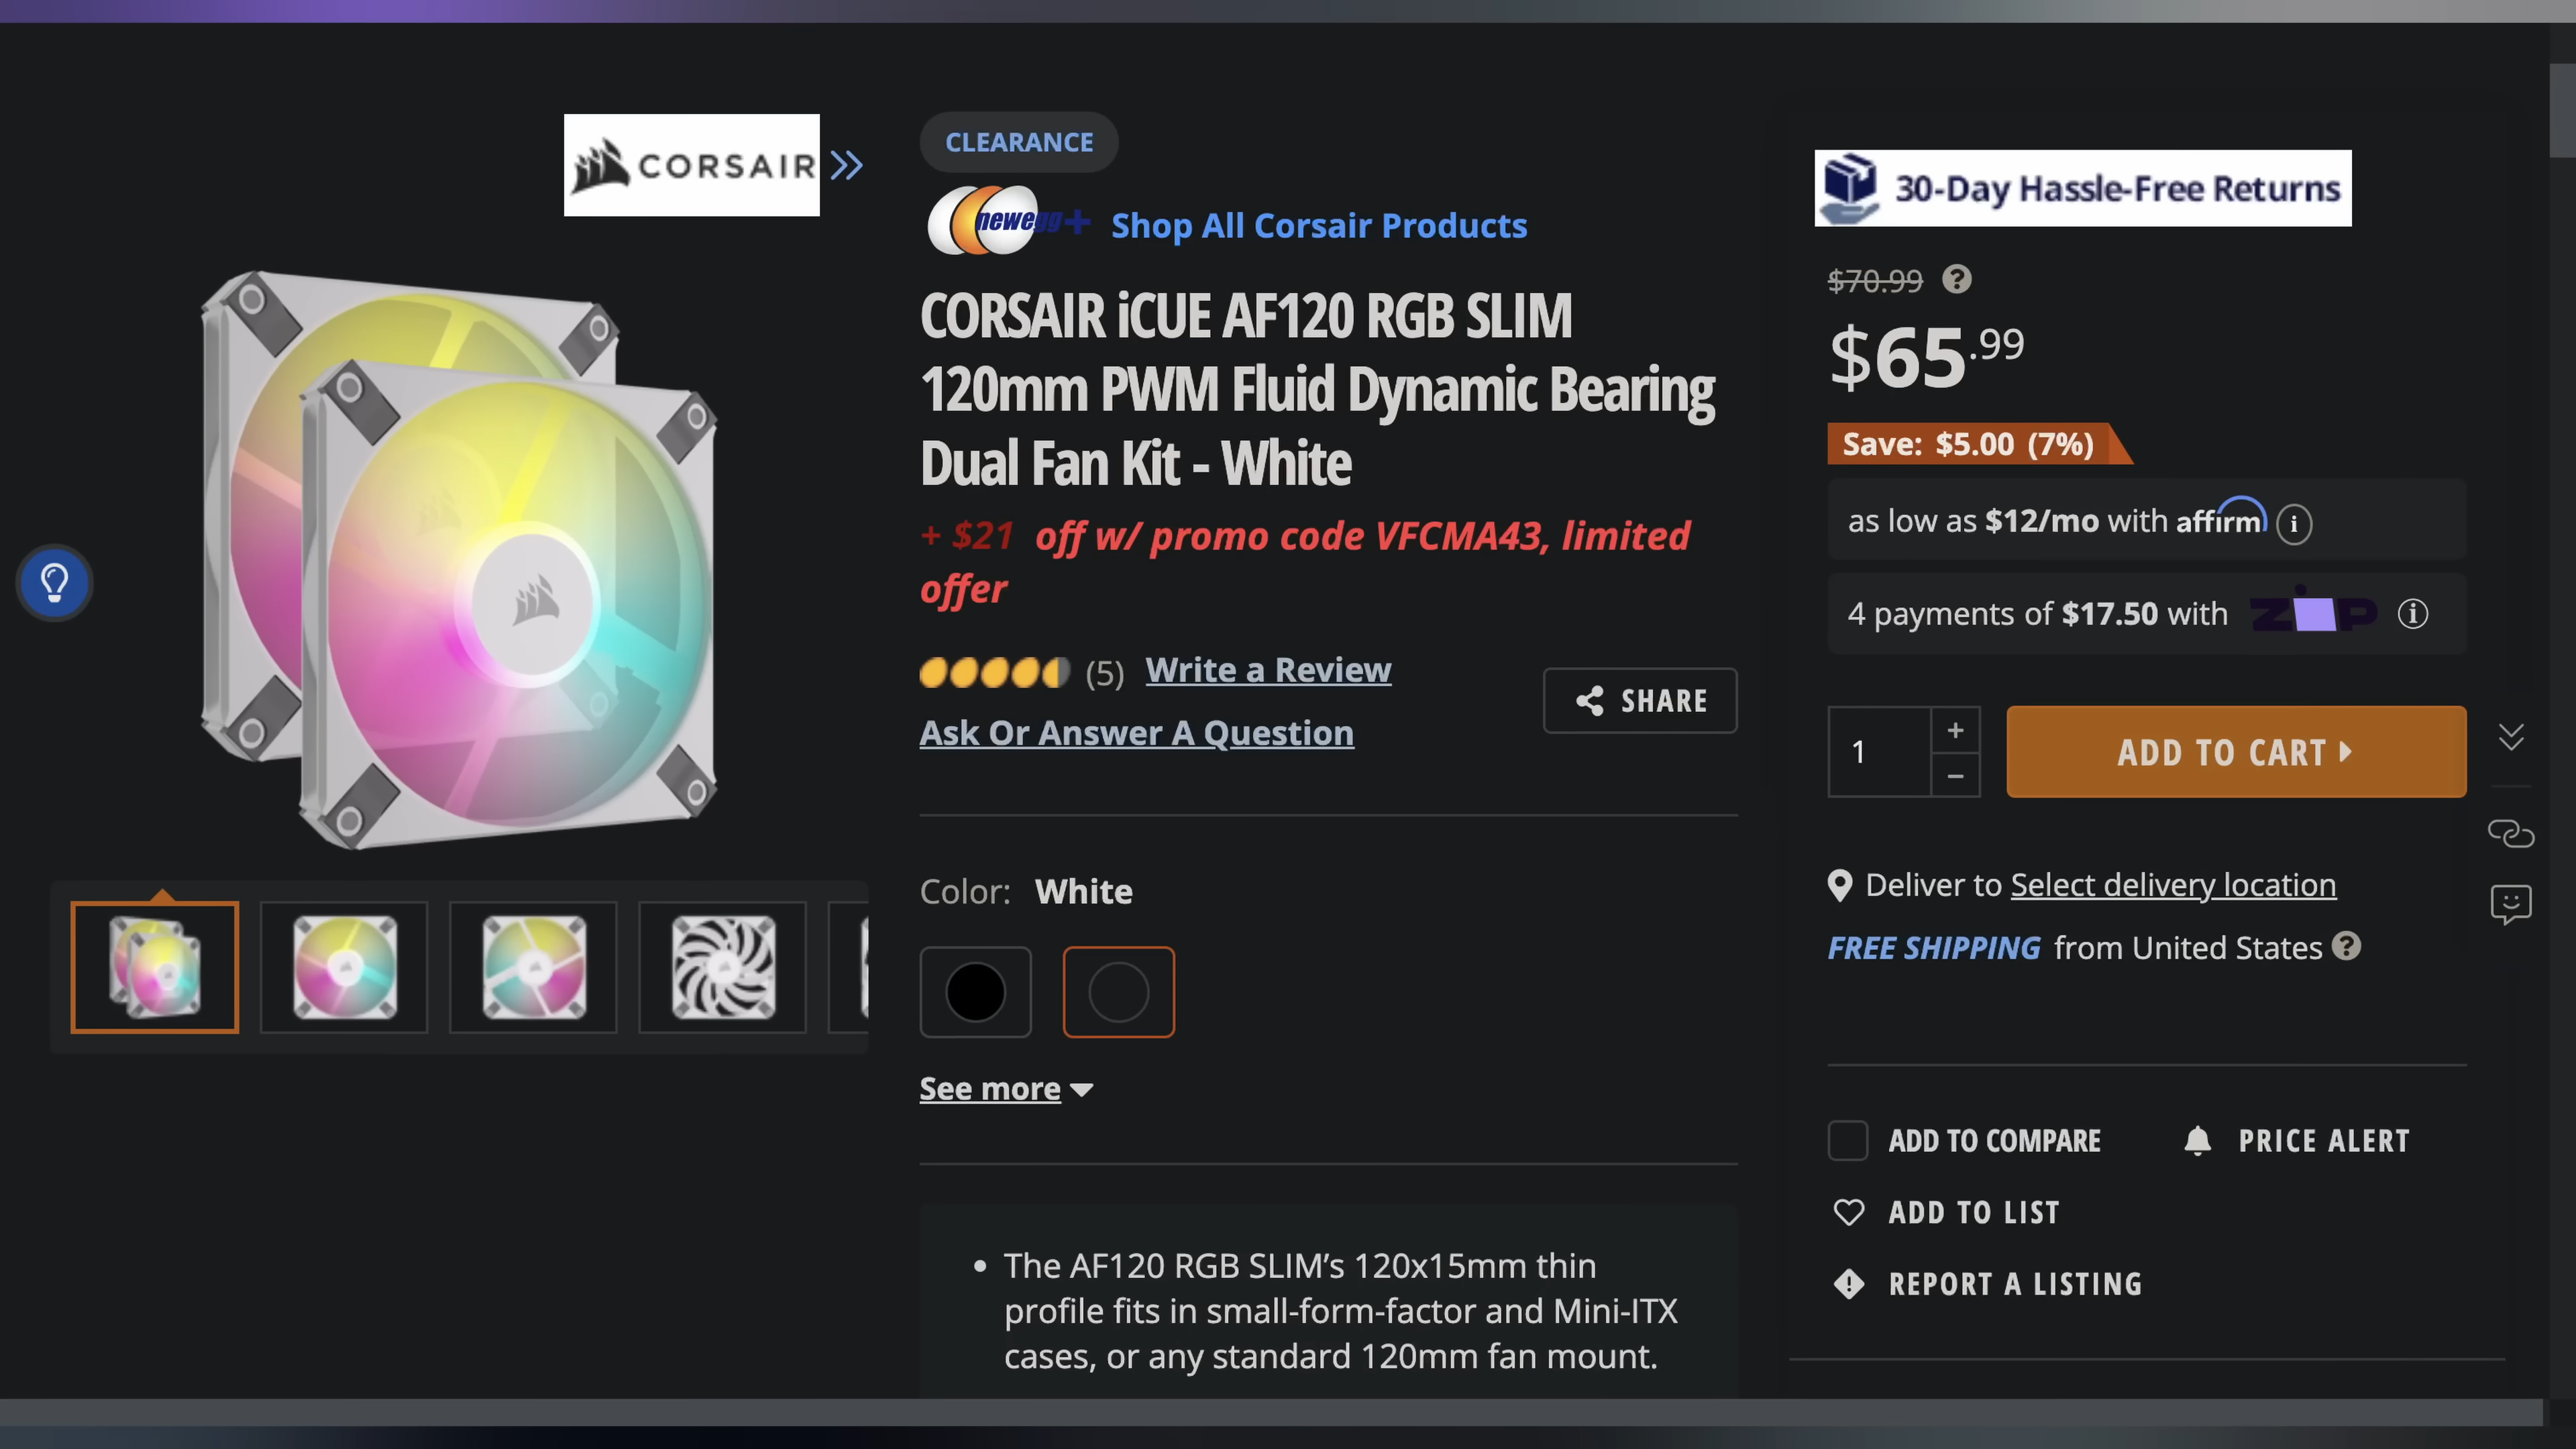 CORSAIR
CLEARANCE
newegg+ Shop All Corsair Products
CORSAIR iCUE AF120 RGB SLIM
120mm PWM Fluid Dynamic Bearing
Dual Fan Kit - White
+ $21 off w/ promo code VFCMA43, limited
offer
(5) Write a Review
Ask Or Answer A Question
SHARE
Color: White
See more
• The AF120 RGB SLIM’s 120x15mm thin
profile fits in small-form-factor and Mini-ITX
cases, or any standard 120mm fan mount.
30-Day Hassle-Free Returns
$70.99 ?
$65.99
Save: $5.00 (7%)
as low as $12/mo with affirm i
4 payments of $17.50 with zip i
1 + −
ADD TO CART
Deliver to Select delivery location
FREE SHIPPING from United States ?
ADD TO COMPARE
PRICE ALERT
ADD TO LIST
REPORT A LISTING